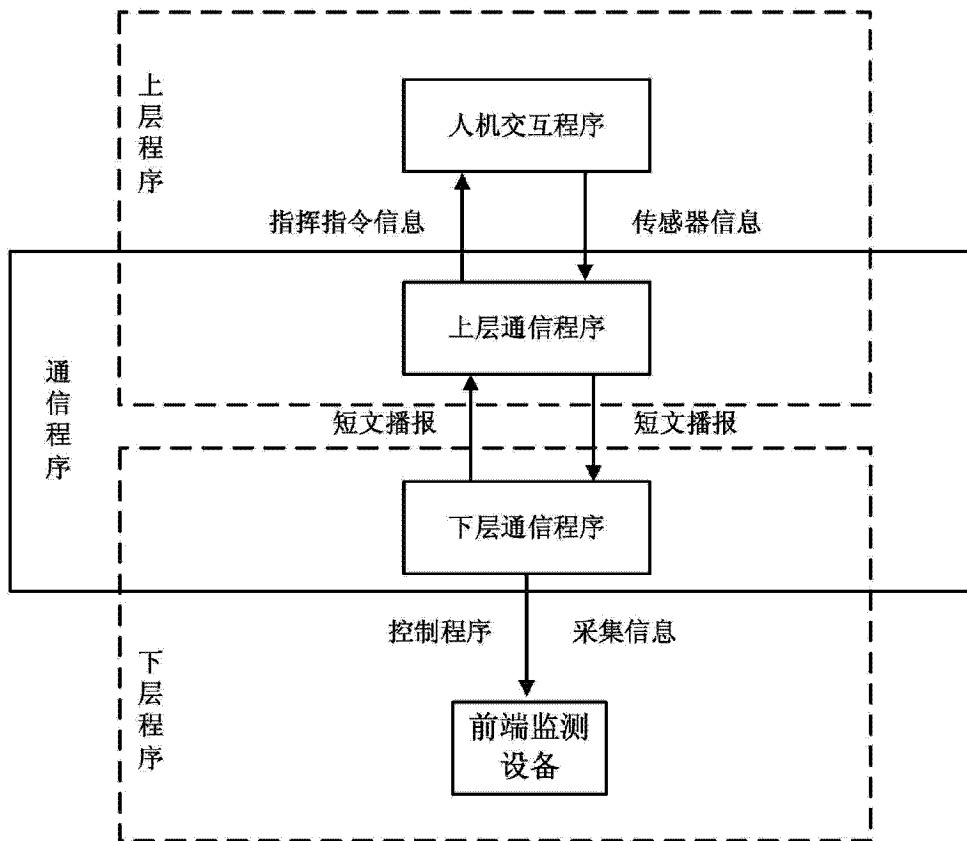 上层程序
人机交互程序
指挥指令信息
传感器信息
上层通信程序
通信程序
短文播报
短文播报
下层通信程序
控制程序
采集信息
下层程序
前端监测
设备